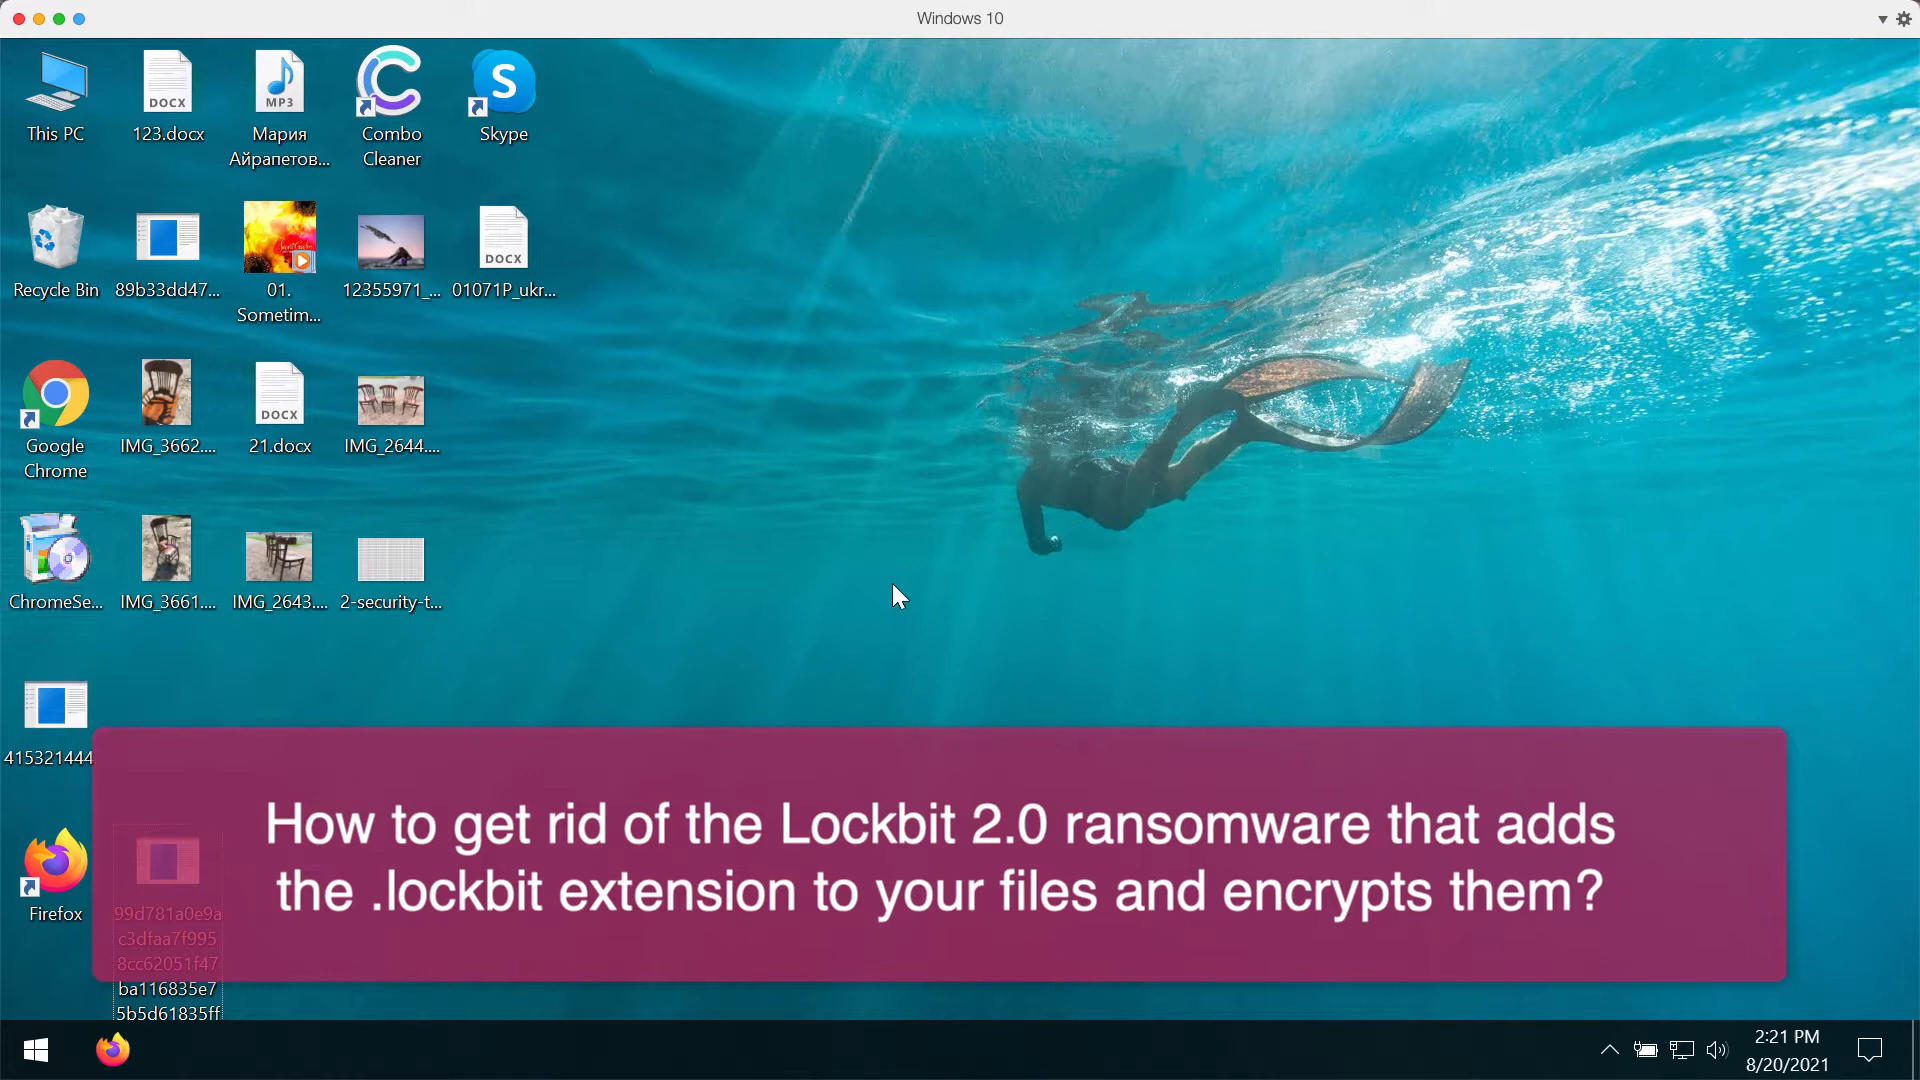 Windows 10
This PC
123.docx
DOCX
Мария
Айрапетов...
MP3
Combo
Cleaner
S
Skype
Recycle Bin
89b33dd47...
01.
Sometim...
12355971_...
DOCX
01071P_ukr...
Google
Chrome
IMG_3662....
DOCX
21.docx
IMG_2644....
ChromeSe...
IMG_3661....
IMG_2643....
2-security-t...
415321444
How to get rid of the Lockbit 2.0 ransomware that adds
the .lockbit extension to your files and encrypts them?
Firefox
99d781a0e9a
c3dfaa7f995
8cc62051f47
ba116835e7
5b5d61835ff
2:21 PM
8/20/2021